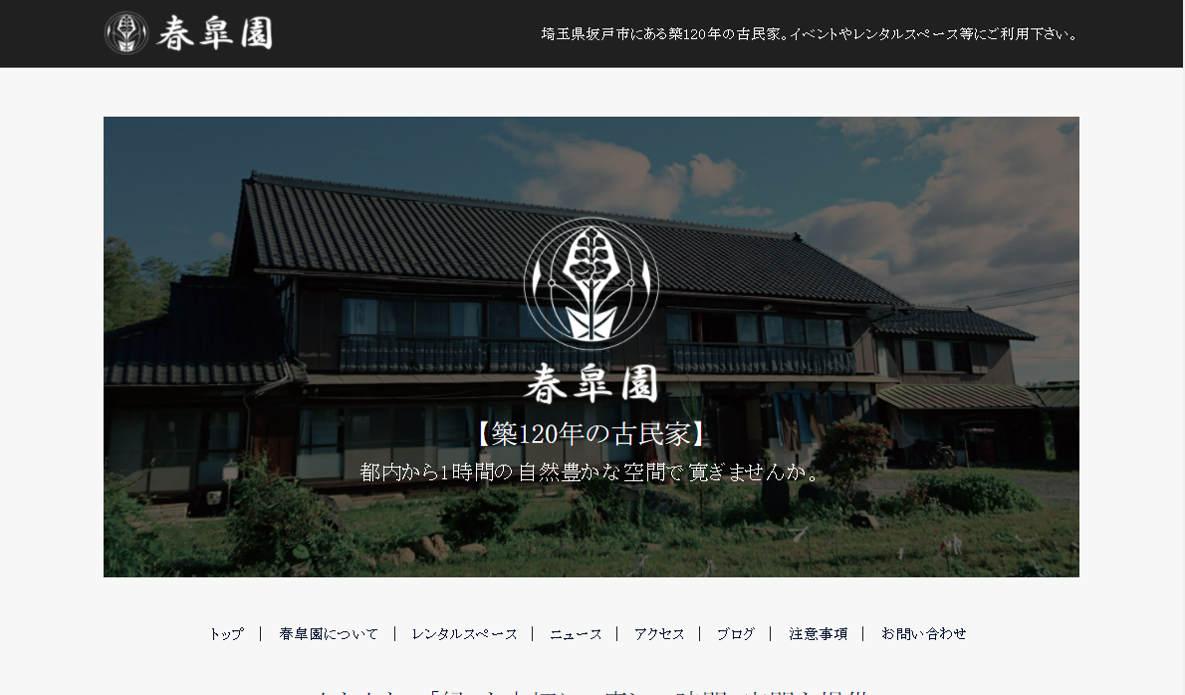 春皐園
埼玉県坂戸市にある築120年の古民家。イベントやレンタルスペース等にご利用下さい。
春皐園
【築120年の古民家】
都内から1時間の自然豊かな空間で寛ぎませんか。
トップ | 春皐園について | レンタルスペース | ニュース | アクセス | ブログ | 注意事項 | お問い合わせ